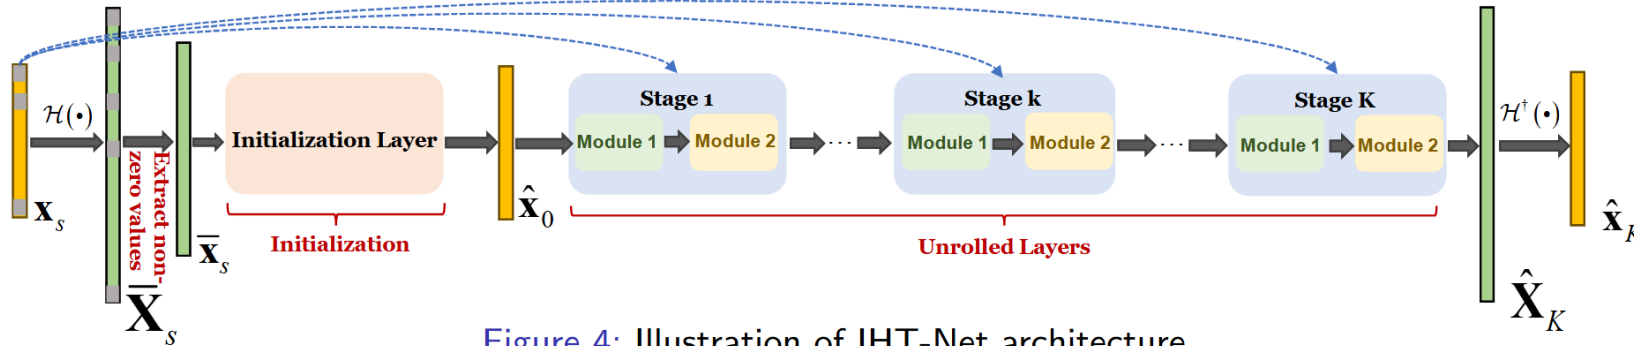 x_s
H(•)
Extract non-
zero values
X̄_s
x̄_s
Initialization Layer
Initialization
x̂_0
Stage 1
Module 1
Module 2
...
Stage k
Module 1
Module 2
...
Stage K
Module 1
Module 2
Unrolled Layers
X̂_K
H†(•)
x̂_K
Figure 4: Illustration of IHT-Net architecture